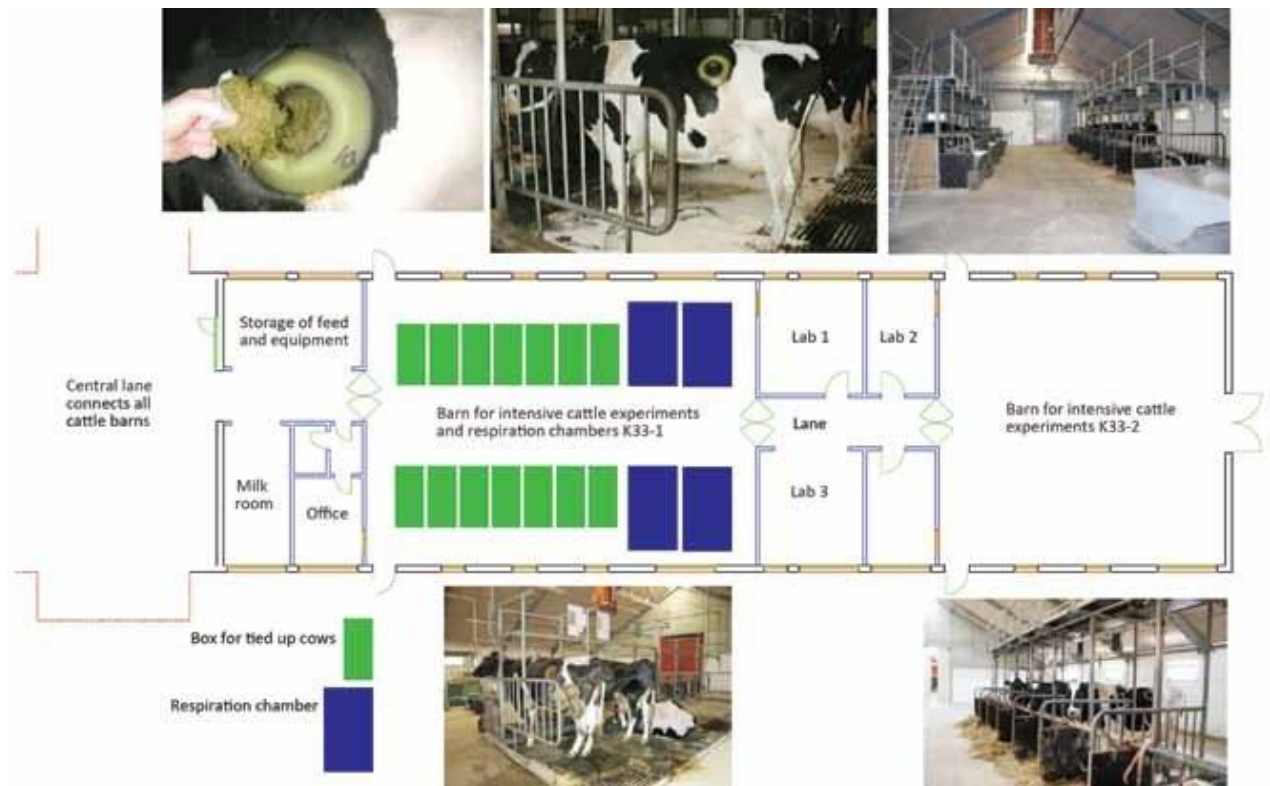 Storage of feed
and equipment
Lab 1
Lab 2
Central lane
connects all
cattle barns
Barn for intensive cattle experiments
and respiration chambers K33-1
Lane
Barn for intensive cattle
experiments K33-2
Milk
room
Office
Lab 3
Box for tied up cows
Respiration chamber